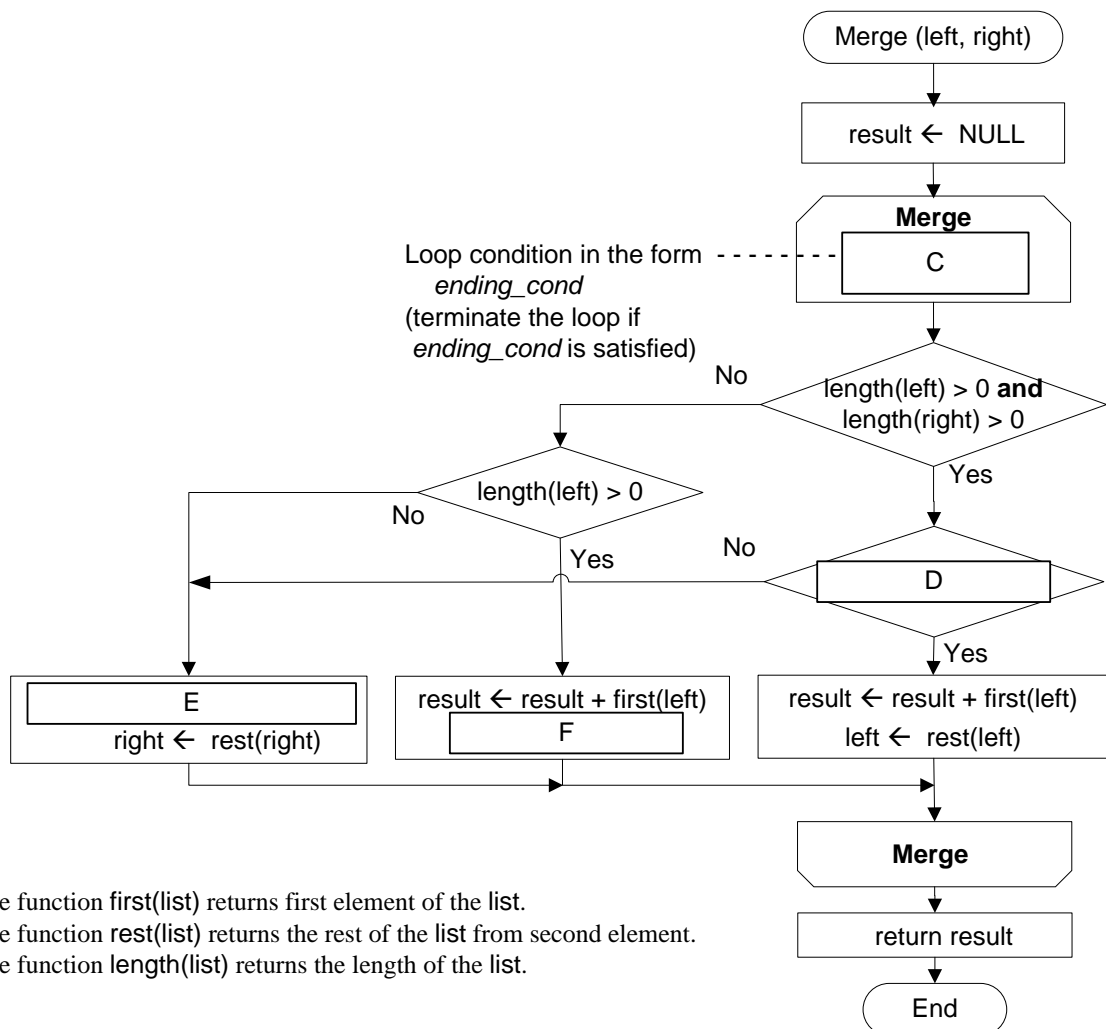 Merge (left, right)
result ← NULL
Merge
C
Loop condition in the form
ending_cond
(terminate the loop if
ending_cond is satisfied)
No
length(left) > 0 and
length(right) > 0
Yes
length(left) > 0
No
Yes
No
D
Yes
E
right ← rest(right)
result ← result + first(left)
F
result ← result + first(left)
left ← rest(left)
Merge
e function first(list) returns first element of the list.
e function rest(list) returns the rest of the list from second element.
e function length(list) returns the length of the list.
return result
End